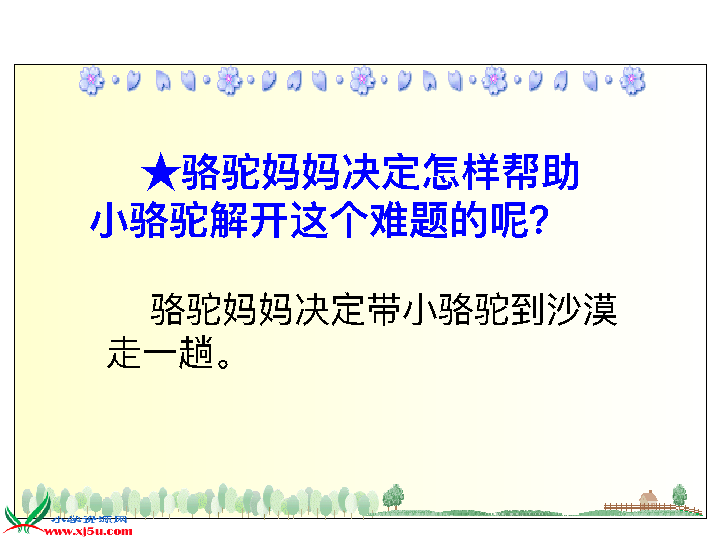 ★骆驼妈妈决定怎样帮助
小骆驼解开这个难题的呢?
骆驼妈妈决定带小骆驼到沙漠
走一趟。
小学资源网
www.xj5u.com